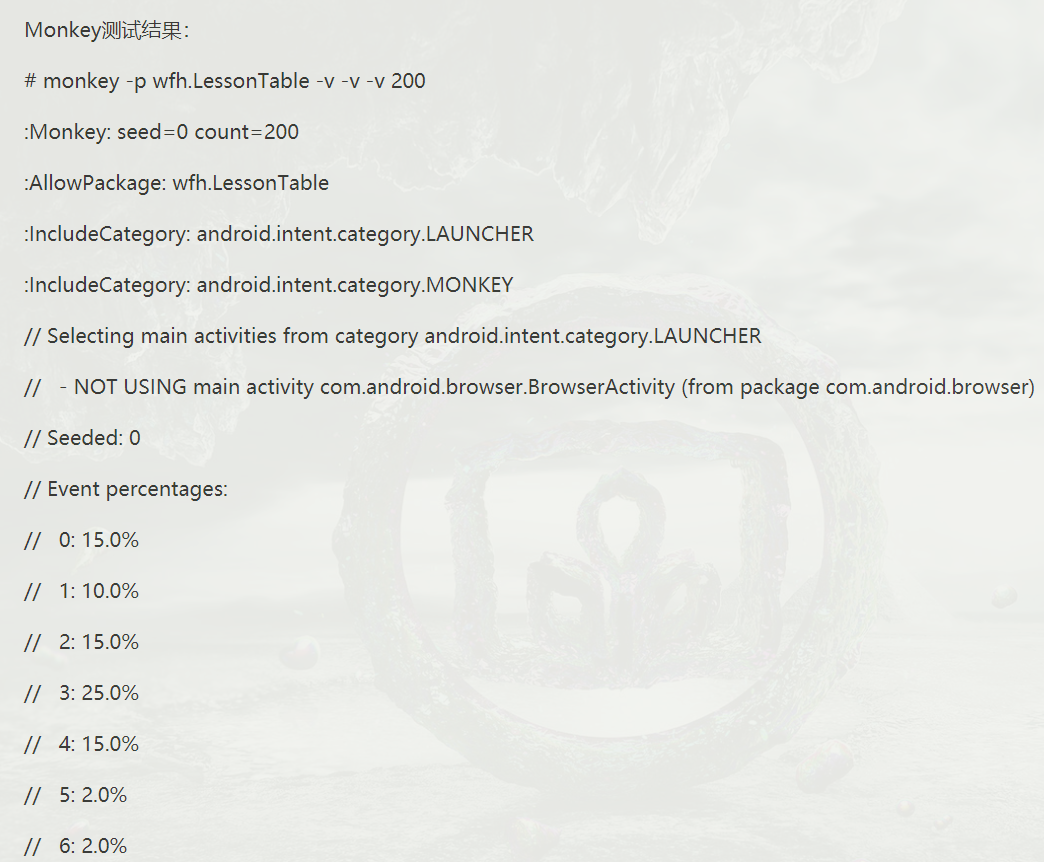 Monkey测试结果：
# monkey -p wfh.LessonTable -v -v -v 200
:Monkey: seed=0 count=200
:AllowPackage: wfh.LessonTable
:IncludeCategory: android.intent.category.LAUNCHER
:IncludeCategory: android.intent.category.MONKEY
// Selecting main activities from category android.intent.category.LAUNCHER
//   - NOT USING main activity com.android.browser.BrowserActivity (from package com.android.browser)
// Seeded: 0
// Event percentages:
//   0: 15.0%
//   1: 10.0%
//   2: 15.0%
//   3: 25.0%
//   4: 15.0%
//   5: 2.0%
//   6: 2.0%